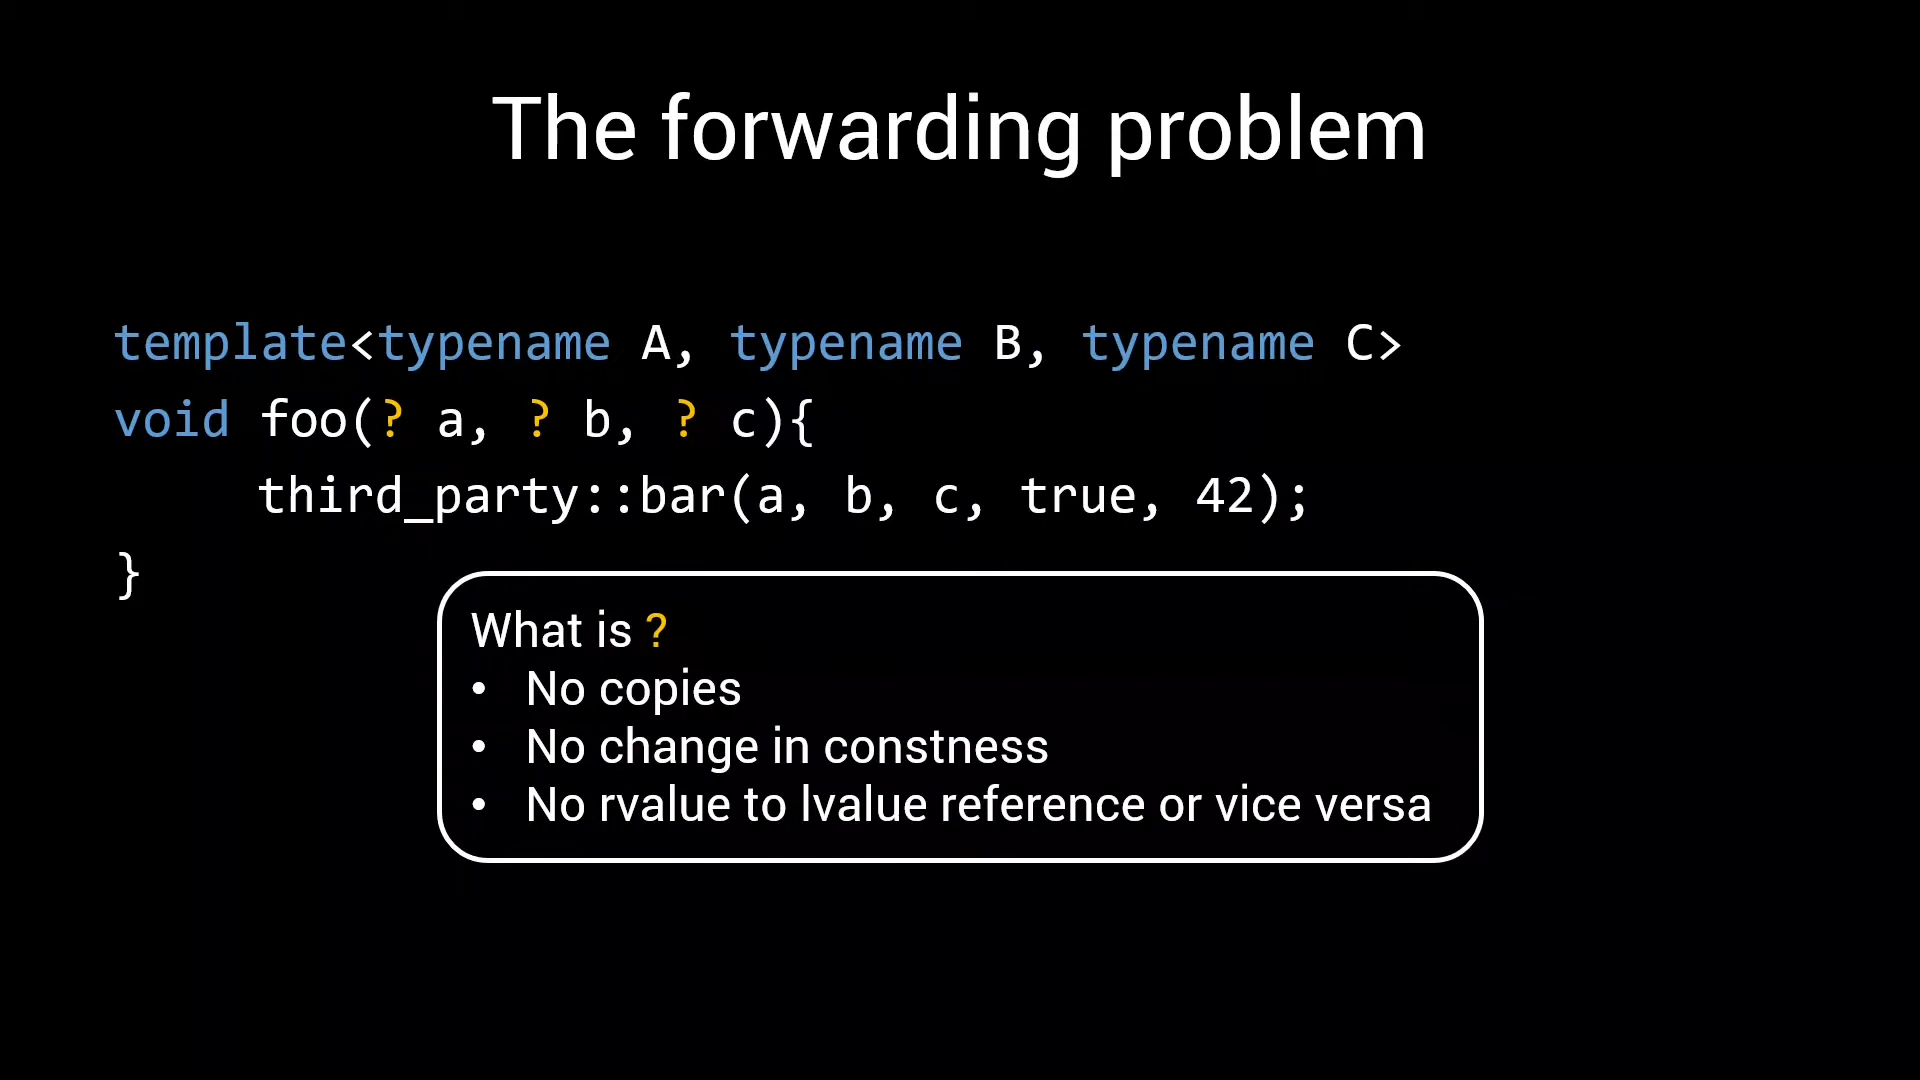 The forwarding problem
template<typename A, typename B, typename C>
void foo(? a, ? b, ? c){
third_party::bar(a, b, c, true, 42);
}
What is ?
• No copies
• No change in constness
• No rvalue to lvalue reference or vice versa